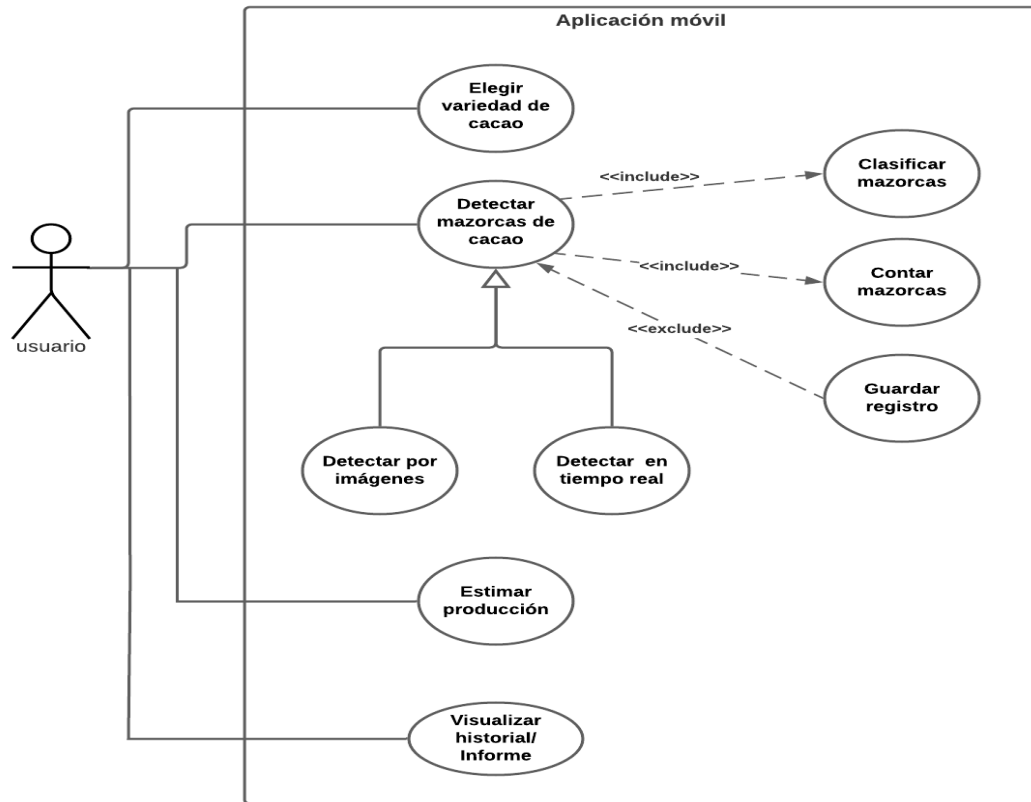 Aplicación móvil
Elegir
variedad de
cacao
Detectar
mazorcas de
cacao
<<include>>
Clasificar
mazorcas
<<include>>
Contar
mazorcas
<<exclude>>
Guardar
registro
usuario
Detectar por
imágenes
Detectar en
tiempo real
Estimar
producción
Visualizar
historial/
Informe